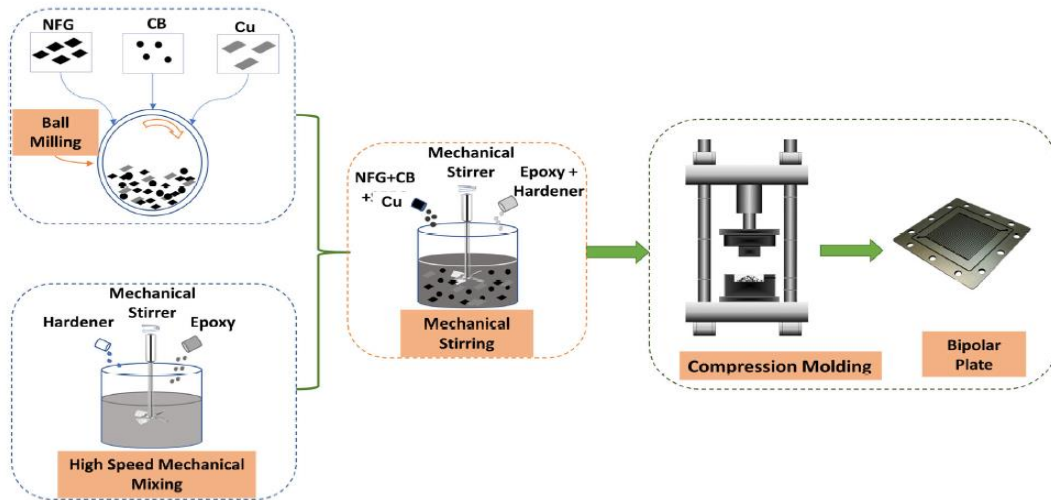 NFG
CB
Cu
Ball
Milling
Mechanical
Stirrer
Hardener
Epoxy
High Speed Mechanical
Mixing
Mechanical
Stirrer
NFG+CB
+
Cu
Epoxy +
Hardener
Mechanical
Stirring
Compression Molding
Bipolar
Plate